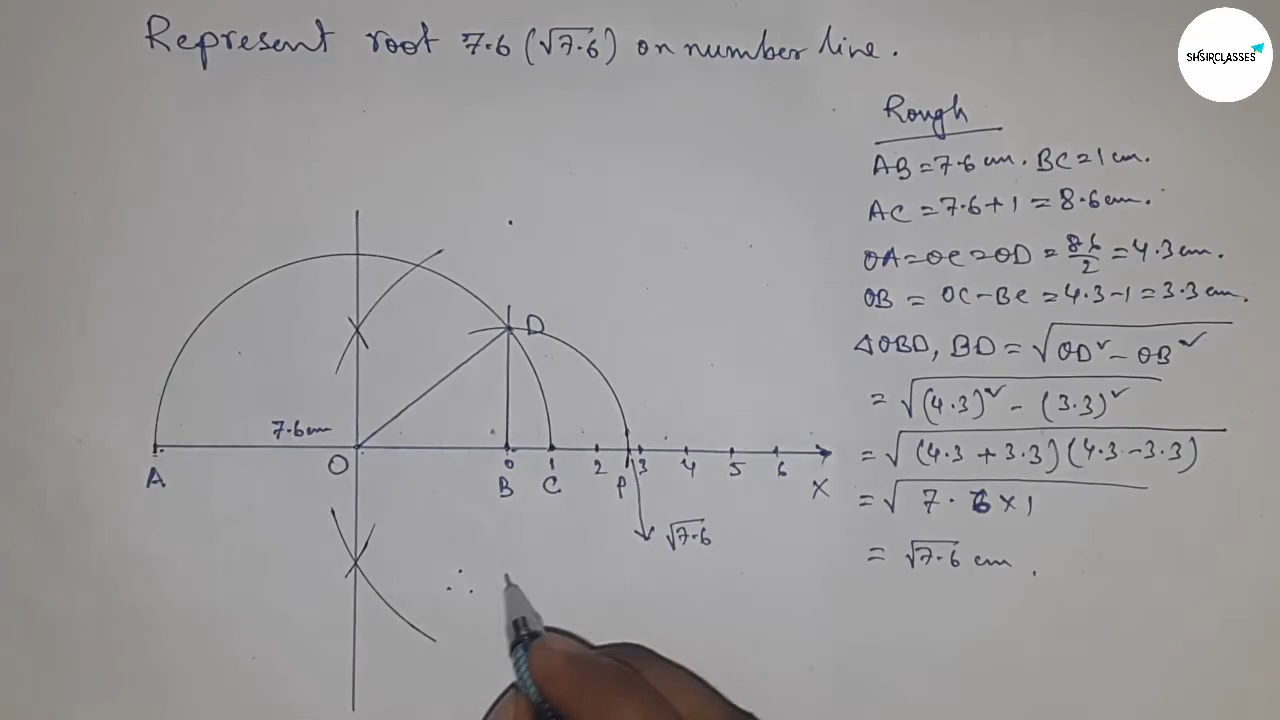 Represent root 7.6 (√7.6) on number line.
SHSIRCLASSES
Rough
AB = 7.6 cm. BC = 1 cm.
AC = 7.6 + 1 = 8.6 cm.
OA = OC = OD = 8.6/2 = 4.3 cm.
OB = OC - BC = 4.3 - 1 = 3.3 cm.
△OBD, BD = √OD² - OB²
= √(4.3)² - (3.3)²
= √(4.3 + 3.3)(4.3 - 3.3)
= √7.6 × 1
= √7.6 cm.
D
7.6 cm
A O 0 1 2 3 4 5 6
B C P X
√7.6
∴